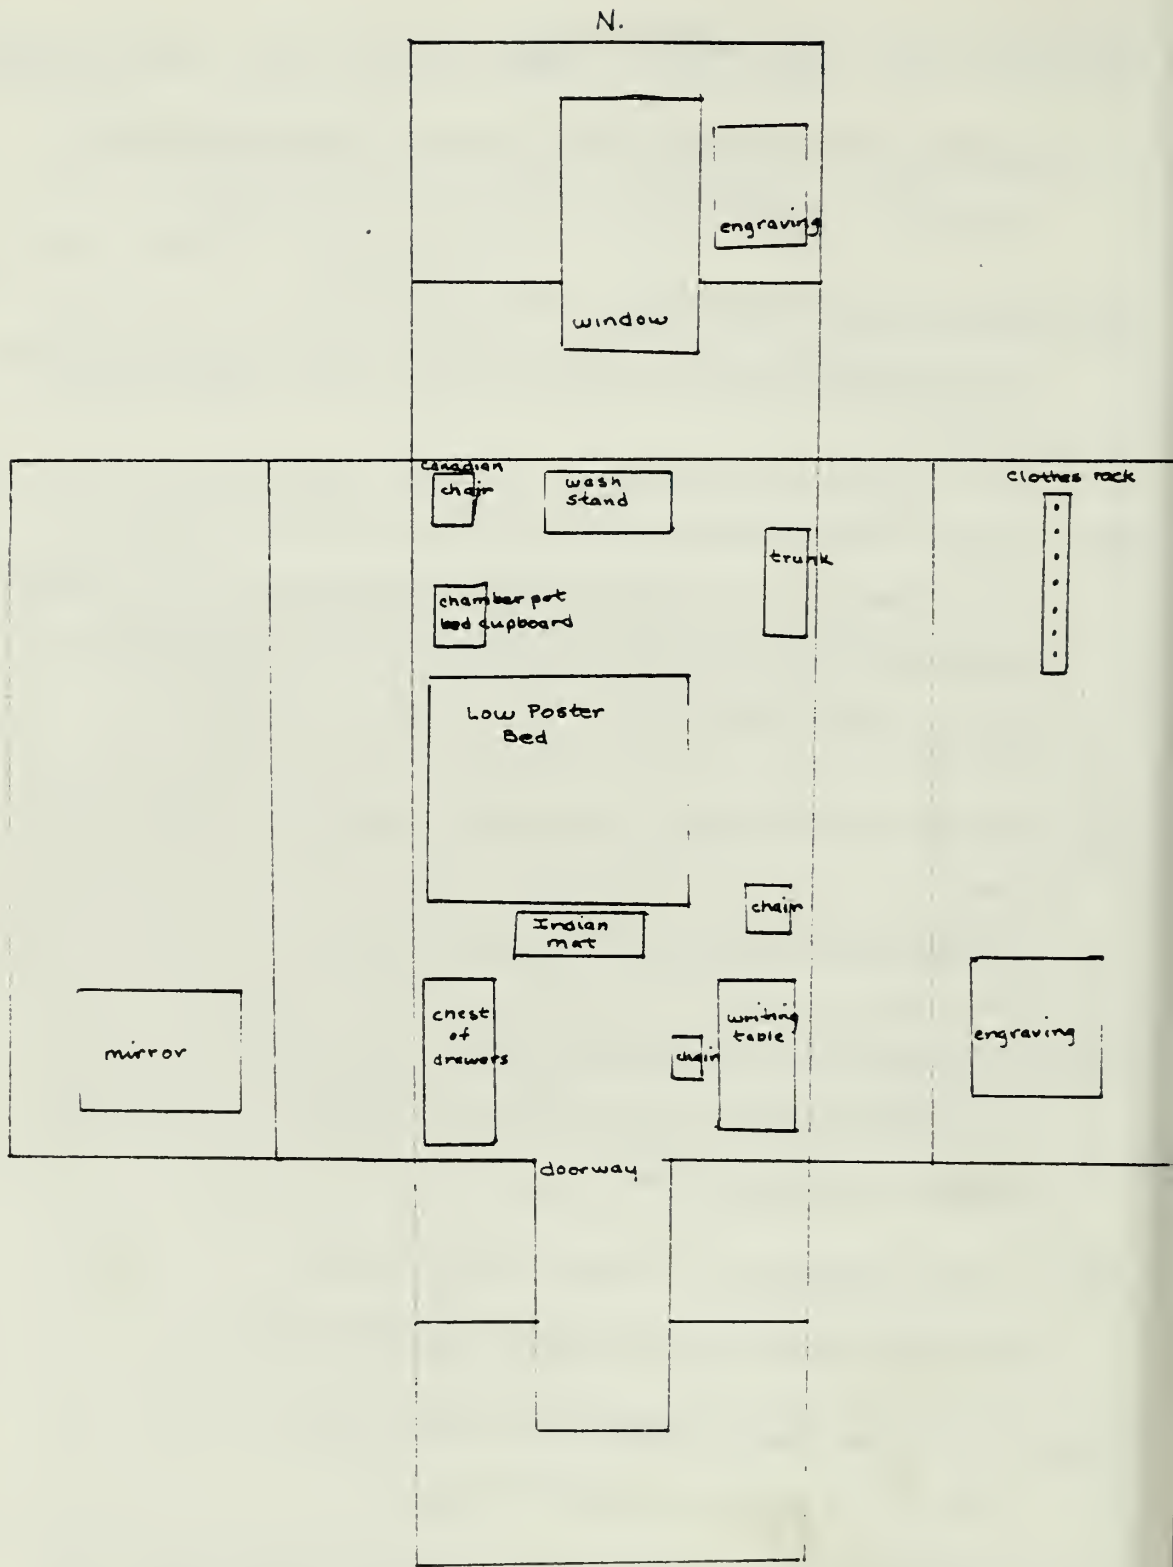 N.
engraving
window
canadian
chair
wash
stand
clothes rack
trunk
chamber pot
bed cupboard
Low Poster
Bed
chair
Indian
mat
chest
of
drawers
writing
table
chair
mirror
engraving
doorway